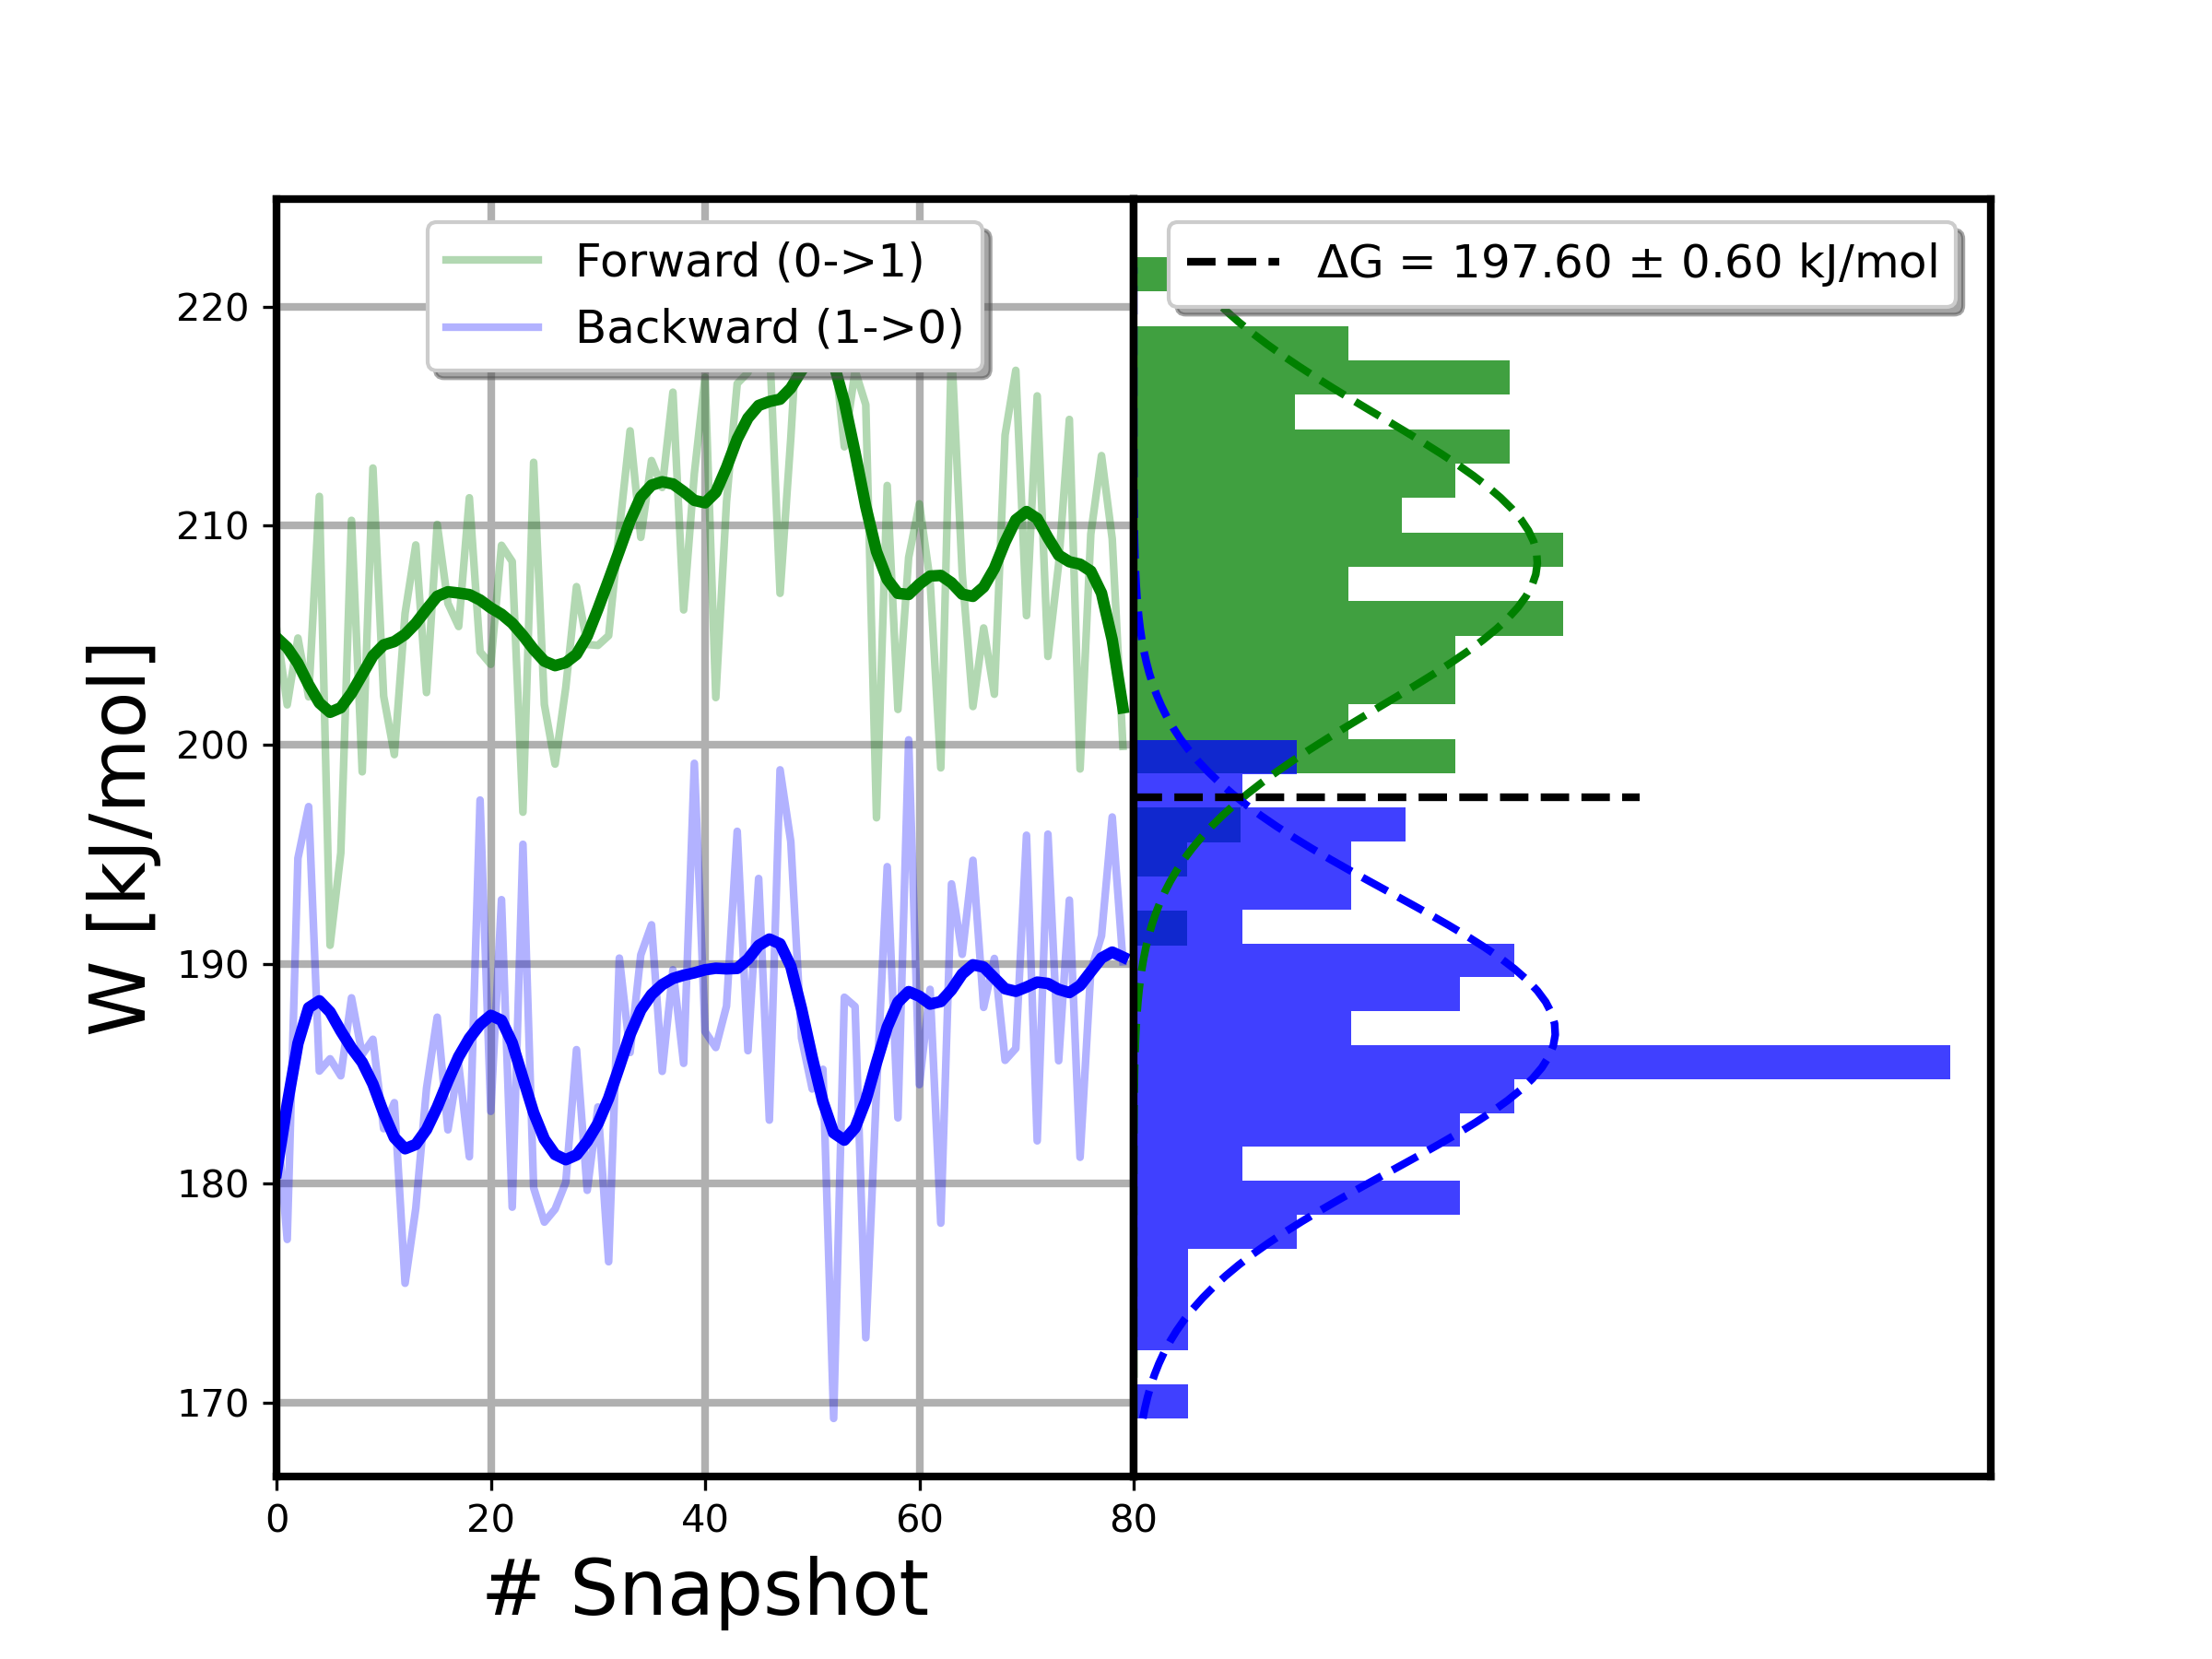 Forward (0->1)
Backward (1->0)
ΔG = 197.60 ± 0.60 kJ/mol
W [kJ/mol]
220
210
200
190
180
170
0 20 40 60 80
# Snapshot